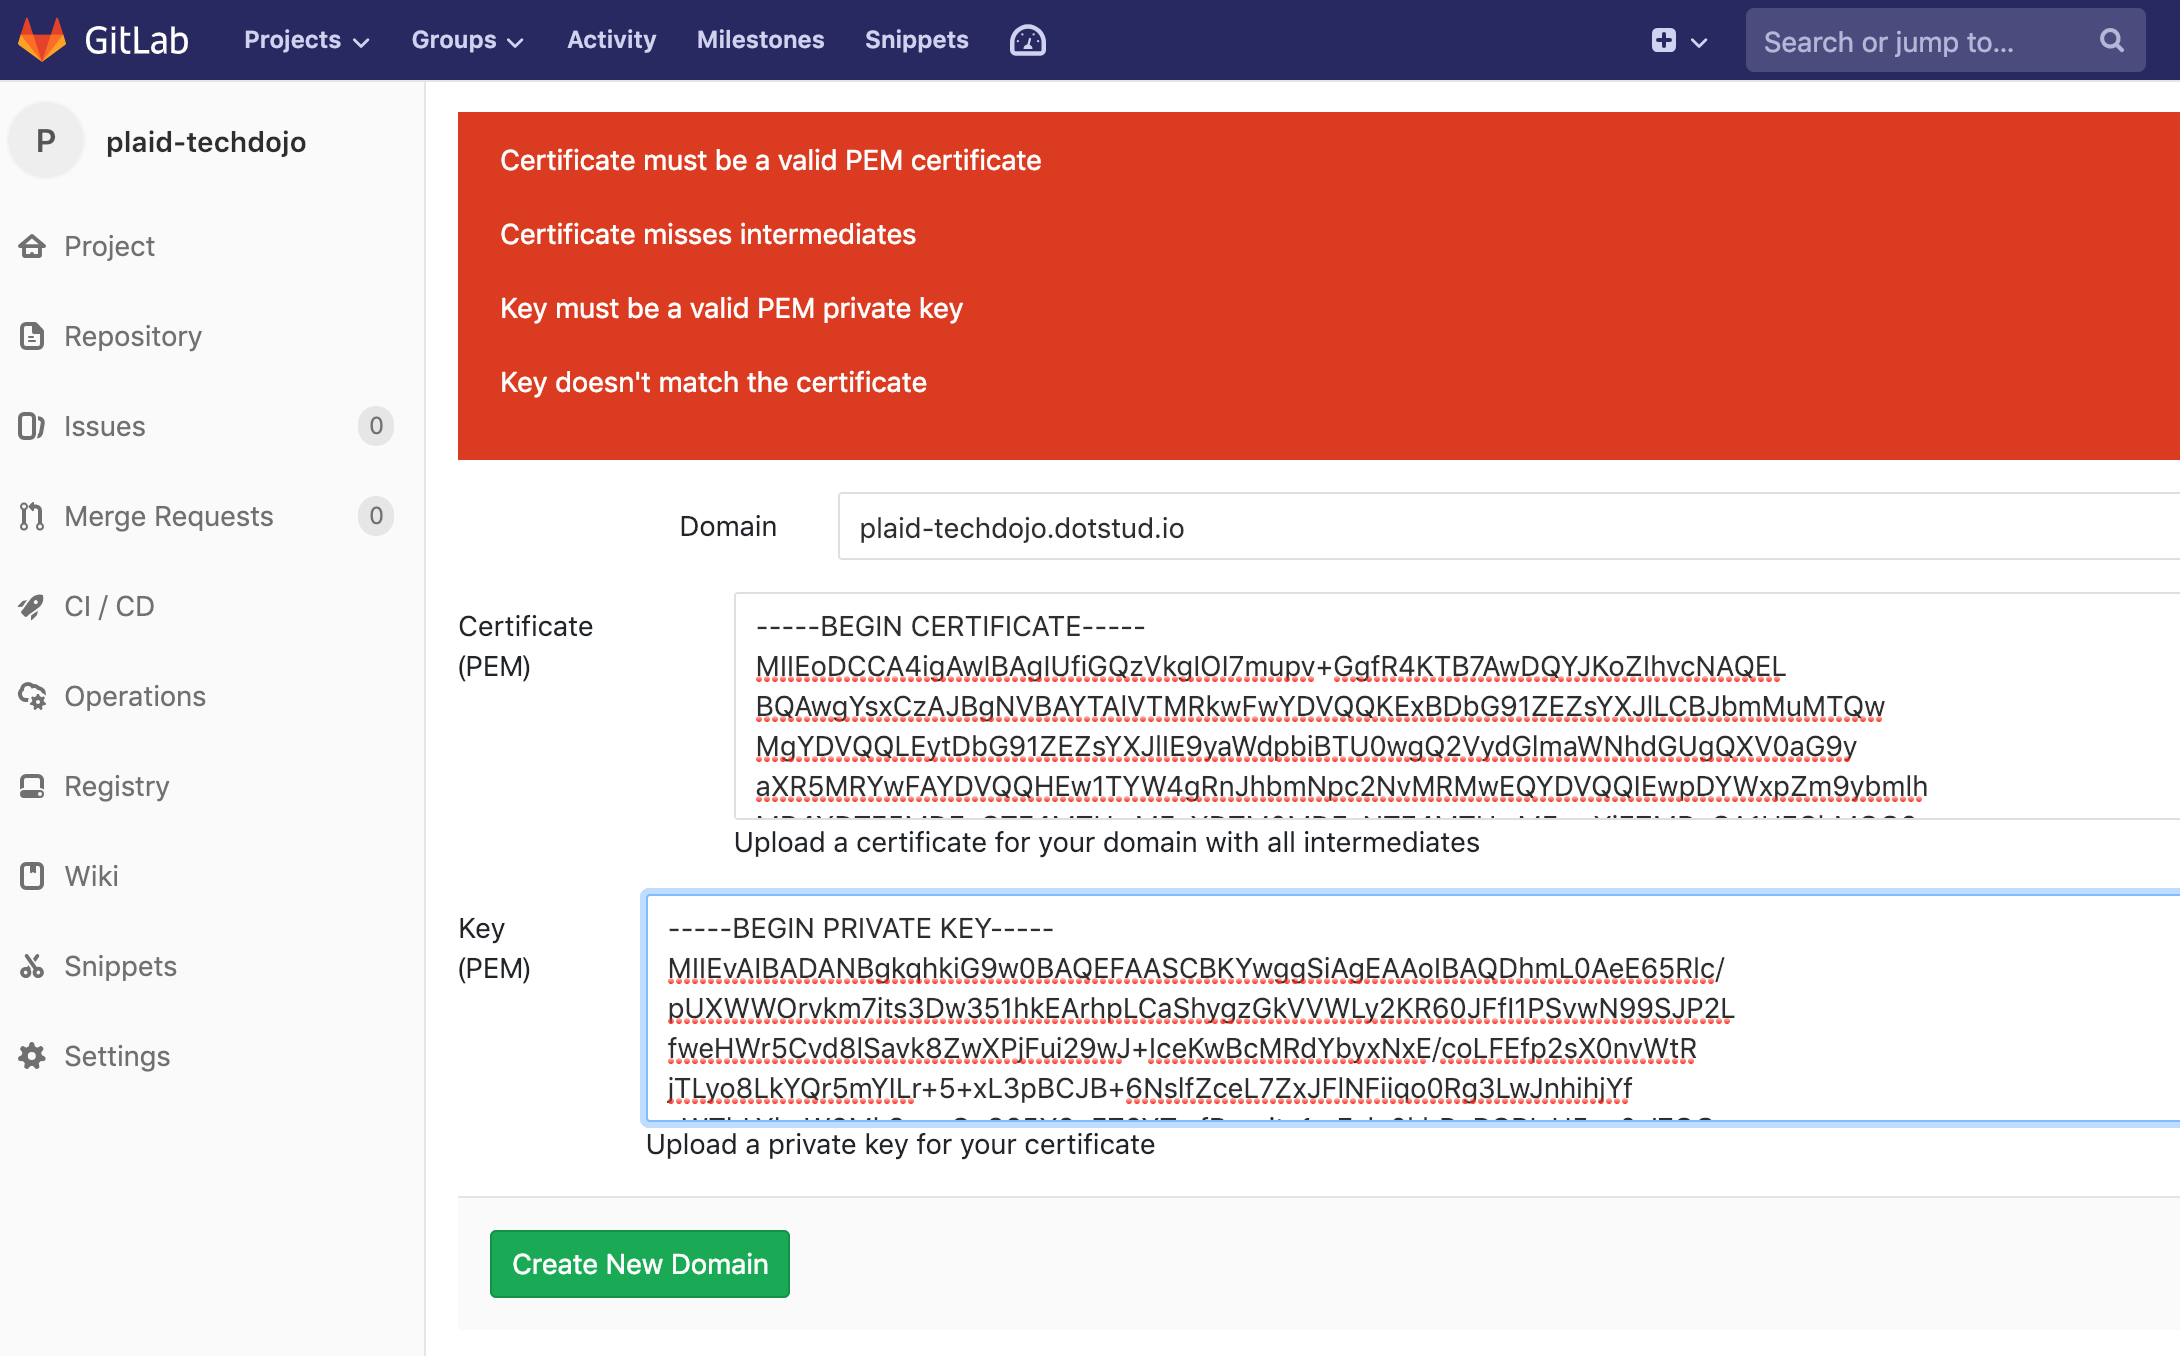 GitLab
Projects
Groups
Activity
Milestones
Snippets
Search or jump to...
P
plaid-techdojo
Project
Repository
Issues 0
Merge Requests 0
CI / CD
Operations
Registry
Wiki
Snippets
Settings
Certificate must be a valid PEM certificate
Certificate misses intermediates
Key must be a valid PEM private key
Key doesn't match the certificate
Domain
plaid-techdojo.dotstud.io
Certificate
(PEM)
-----BEGIN CERTIFICATE-----
MIIEoDCCA4igAwIBAgIUfiGQzVkgIOI7mupv+GgfR4KTB7AwDQYJKoZIhvcNAQEL
BQAwgYsxCzAJBgNVBAYTAlVTMRkwFwYDVQQKExBDbG91ZEZsYXJlLCBJbmMuMTQw
MgYDVQQLEytDbG91ZEZsYXJlIE9yaWdpbiBTU0wgQ2VydGlmaWNhdGUgQXV0aG9y
aXR5MRYwFAYDVQQHEw1TYW4gRnJhbmNpc2NvMRMwEQYDVQQIEwpDYWxpZm9ybmlh
Upload a certificate for your domain with all intermediates
Key
(PEM)
-----BEGIN PRIVATE KEY-----
MIIEvAIBADANBgkqhkiG9w0BAQEFAASCBKYwggSiAgEAAoIBAQDhmL0AeE65Rlc/
pUXWWOrvkm7its3Dw351hkEArhpLCaShygzGkVVWLy2KR60JFfI1PSvwN99SJP2L
fweHWr5Cvd8lSavk8ZwXPjFui29wJ+IceKwBcMRdYbyxNxE/coLFEfp2sX0nvWtR
jTLyo8LkYQr5mYILr+5+xL3pBCJB+6NslfZceL7ZxJFlNFiiqo0Rg3LwJnhihjYf
Upload a private key for your certificate
Create New Domain